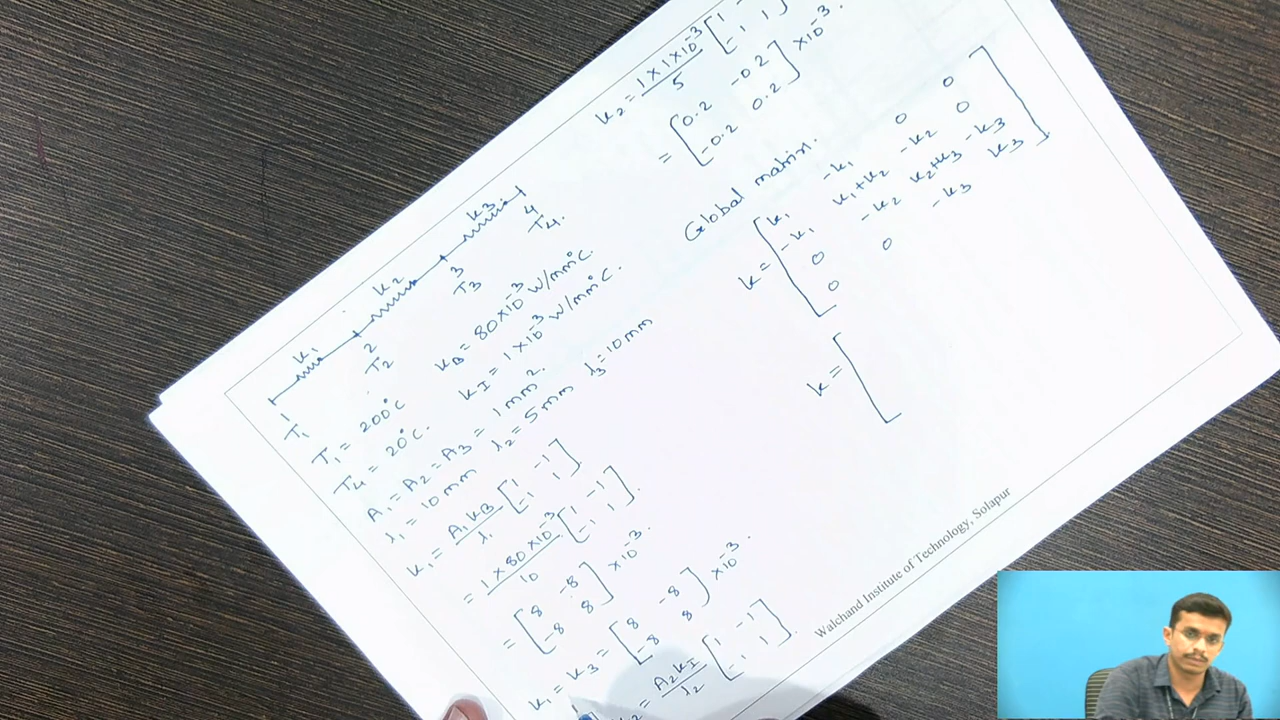 k1 k2 k3
1 2 3 4
T1 T2 T3 T4.
T1 = 200°C kB = 80×10^-3 W/mm°C.
T4 = 20°C. kI = 1×10^-3 W/mm°C.
A1 = A2 = A3 = 1 mm2.
l1 = 10 mm l2 = 5 mm l3 = 10 mm
k1 = A1 kB / l1 [1 -1
-1 1]
= 1×80×10^-3 / 10 [1 -1
-1 1].
= [8 -8
-8 8] ×10^-3.
k1 = k3 = [8 -8
-8 8] ×10^-3.
k2 = A2 kI / l2 [1 -1
-1 1].
k2 = 1×1×10^-3 / 5 [1
-1 1]
= [0.2 -0.2
-0.2 0.2] ×10^-3.
Global matrix.
k = [k1 -k1 0 0
-k1 k1+k2 -k2 0
0 -k2 k2+k3 -k3
0 0 -k3 k3]
k = [
Walchand Institute of Technology, Solapur